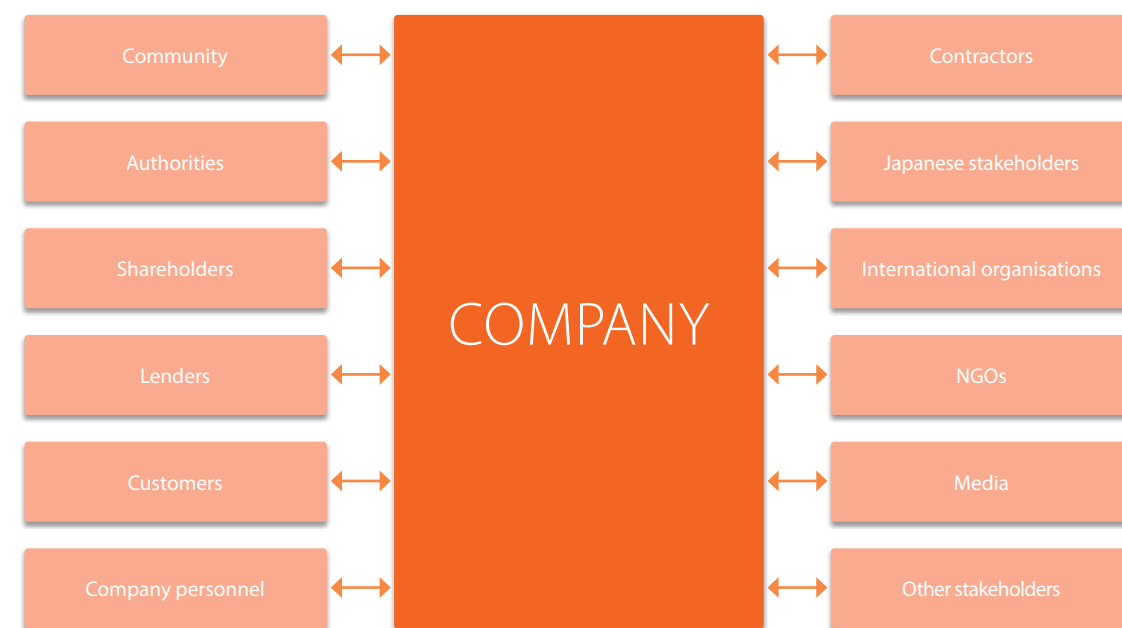 Community
Authorities
Shareholders
Lenders
Customers
Company personnel
COMPANY
Contractors
Japanese stakeholders
International organisations
NGOs
Media
Other stakeholders